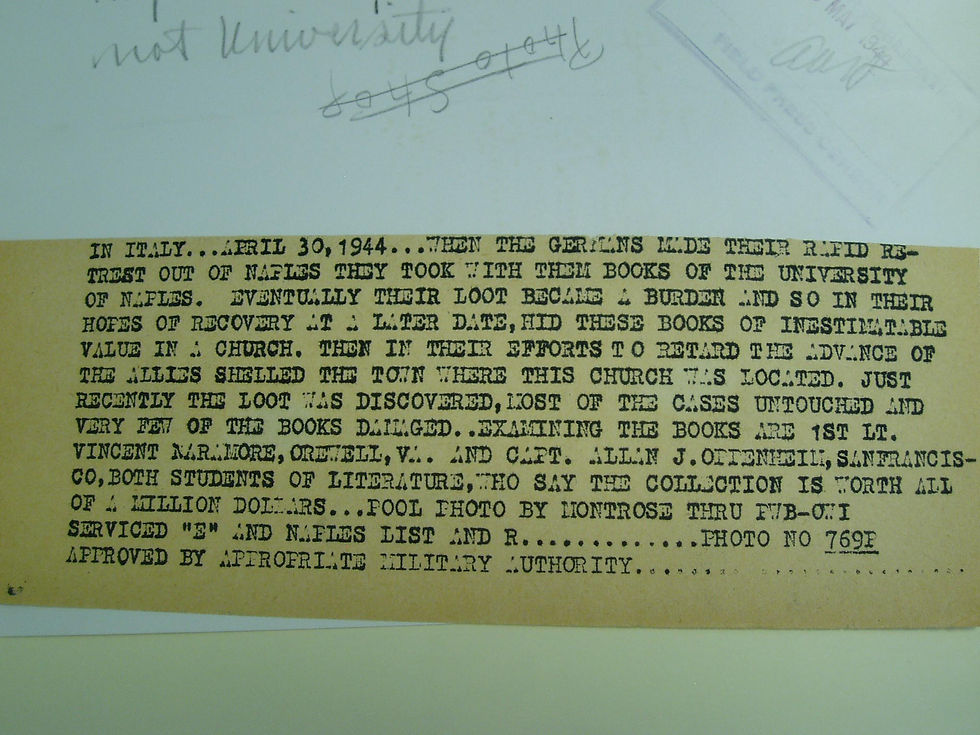 not University
IN ITALY...APRIL 30,1944...WHEN THE GERMANS MADE THEIR RAPID RE-
TREST OUT OF NAPLES THEY TOOK WITH THEM BOOKS OF THE UNIVERSITY
OF NAPLES. EVENTUALLY THEIR LOOT BECAME A BURDEN AND SO IN THEIR
HOPES OF RECOVERY AT A LATER DATE,HID THESE BOOKS OF INESTIMATABLE
VALUE IN A CHURCH. THEN IN THEIR EFFORTS TO RETARD THE ADVANCE OF
THE ALLIES SHELLED THE TOWN WHERE THIS CHURCH WAS LOCATED. JUST
RECENTLY THE LOOT WAS DISCOVERED,MOST OF THE CASES UNTOUCHED AND
VERY FEW OF THE BOOKS DAMAGED..EXAMINING THE BOOKS ARE 1ST LT.
VINCENT NARAMORE,OREWELL,VA. AND CAPT. ALLAN J.OPPENHEIM,SANFRANCIS-
CO,BOTH STUDENTS OF LITERATURE,WHO SAY THE COLLECTION IS WORTH ALL
OF A MILLION DOLLARS...POOL PHOTO BY MONTROSE THRU PWB-OWI
SERVICED "E" AND NAPLES LIST AND R.............PHOTO NO 769P
APPROVED BY APPROPRIATE MILITARY AUTHORITY......................